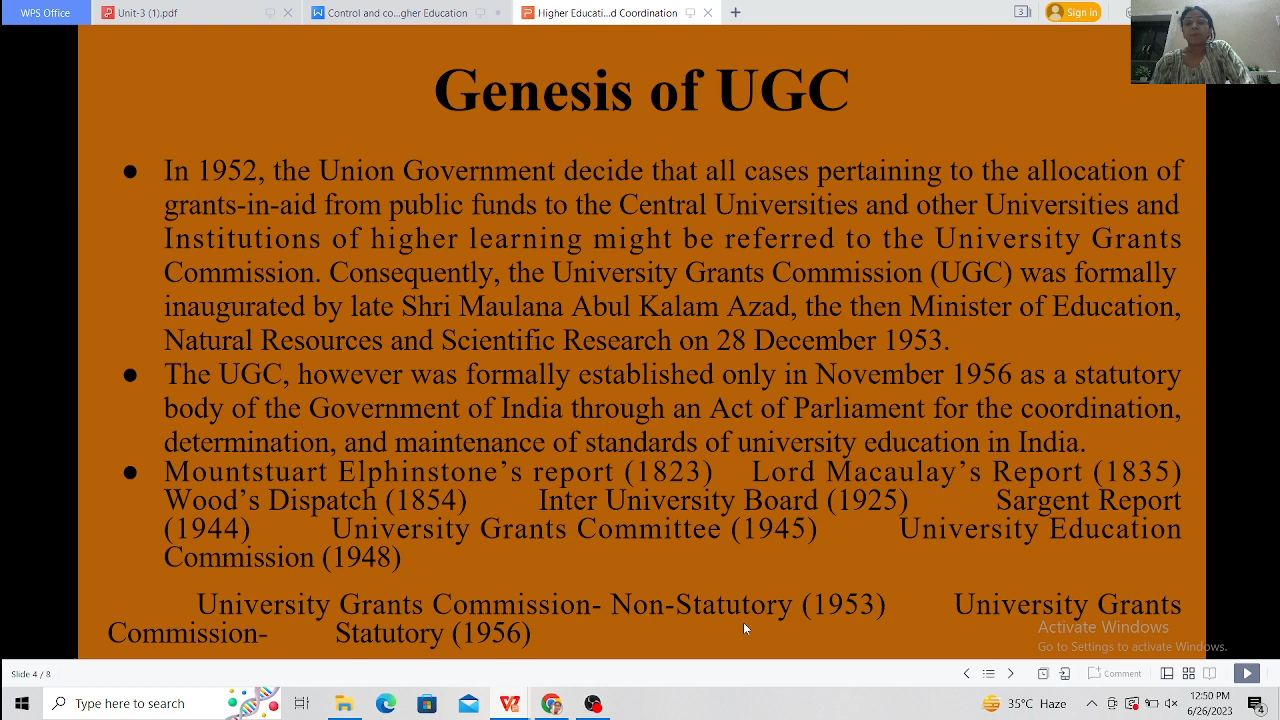 WPS Office Unit-3 (1).pdf Control and co...gher Education Higher Educati...d Coordination + 3 Sign in
Genesis of UGC
● In 1952, the Union Government decide that all cases pertaining to the allocation of
grants-in-aid from public funds to the Central Universities and other Universities and
Institutions of higher learning might be referred to the University Grants
Commission. Consequently, the University Grants Commission (UGC) was formally
inaugurated by late Shri Maulana Abul Kalam Azad, the then Minister of Education,
Natural Resources and Scientific Research on 28 December 1953.
● The UGC, however was formally established only in November 1956 as a statutory
body of the Government of India through an Act of Parliament for the coordination,
determination, and maintenance of standards of university education in India.
● Mountstuart Elphinstone's report (1823) Lord Macaulay's Report (1835)
Wood's Dispatch (1854) Inter University Board (1925) Sargent Report
(1944) University Grants Committee (1945) University Education
Commission (1948)
University Grants Commission- Non-Statutory (1953) University Grants
Commission- Statutory (1956)
Activate Windows
Go to Settings to activate Windows.
Slide 4 / 8 Comment
Type here to search 35°C Haze 12:50 PM
6/26/2023 4